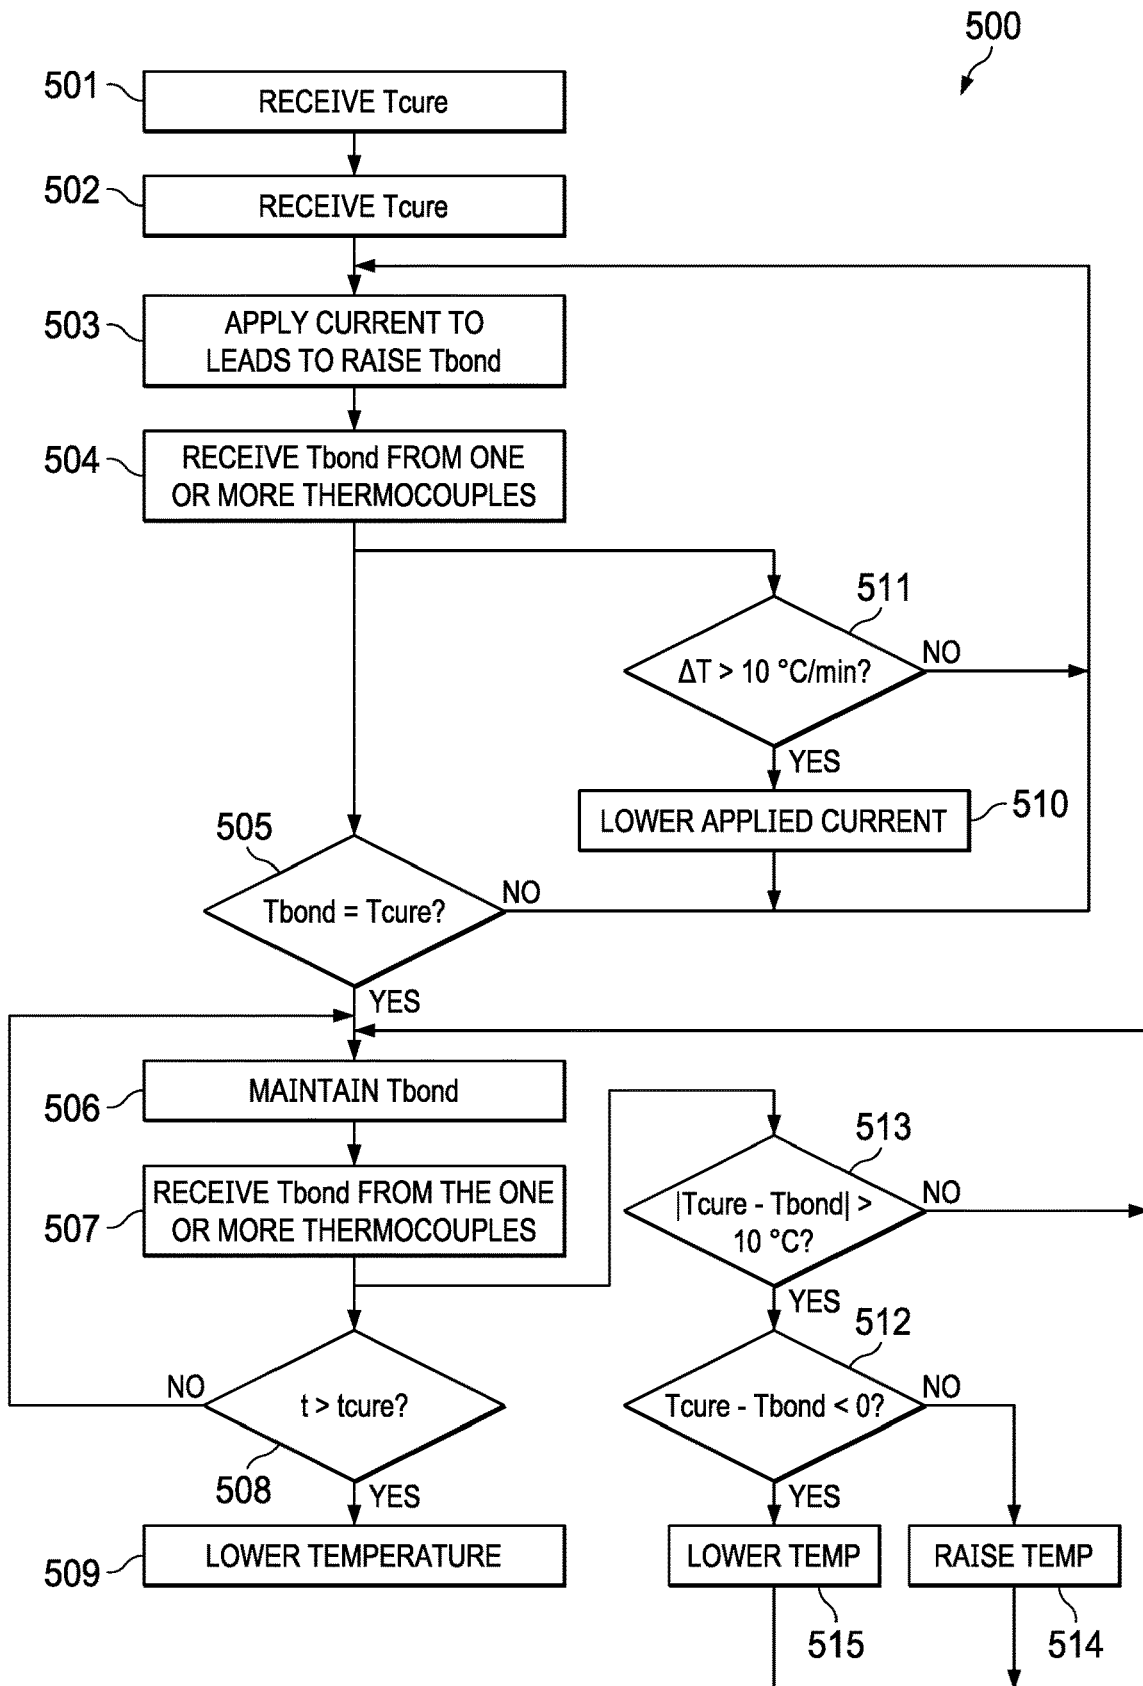 500
501
RECEIVE Tcure
502
RECEIVE Tcure
503
APPLY CURRENT TO
LEADS TO RAISE Tbond
504
RECEIVE Tbond FROM ONE
OR MORE THERMOCOUPLES
511
ΔT > 10 °C/min?
NO
YES
LOWER APPLIED CURRENT
510
505
Tbond = Tcure?
NO
YES
506
MAINTAIN Tbond
507
RECEIVE Tbond FROM THE ONE
OR MORE THERMOCOUPLES
513
|Tcure - Tbond| >
10 °C?
NO
YES
508
t > tcure?
NO
YES
512
Tcure - Tbond < 0?
NO
YES
509
LOWER TEMPERATURE
LOWER TEMP
515
RAISE TEMP
514